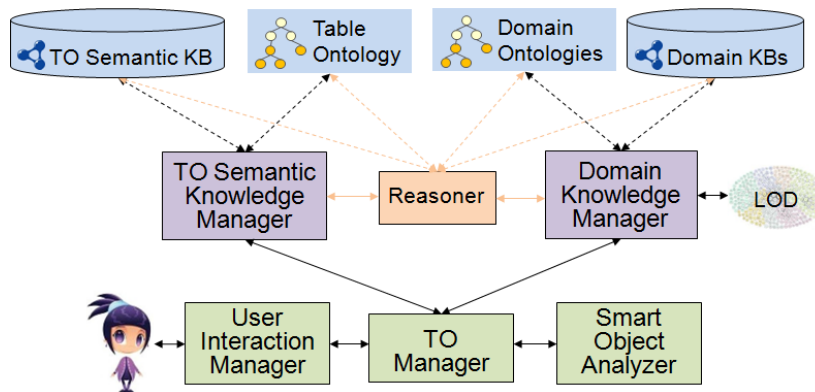 TO Semantic KB
Table
Ontology
Domain
Ontologies
Domain KBs
TO Semantic
Knowledge
Manager
Reasoner
Domain
Knowledge
Manager
LOD
User
Interaction
Manager
TO
Manager
Smart
Object
Analyzer